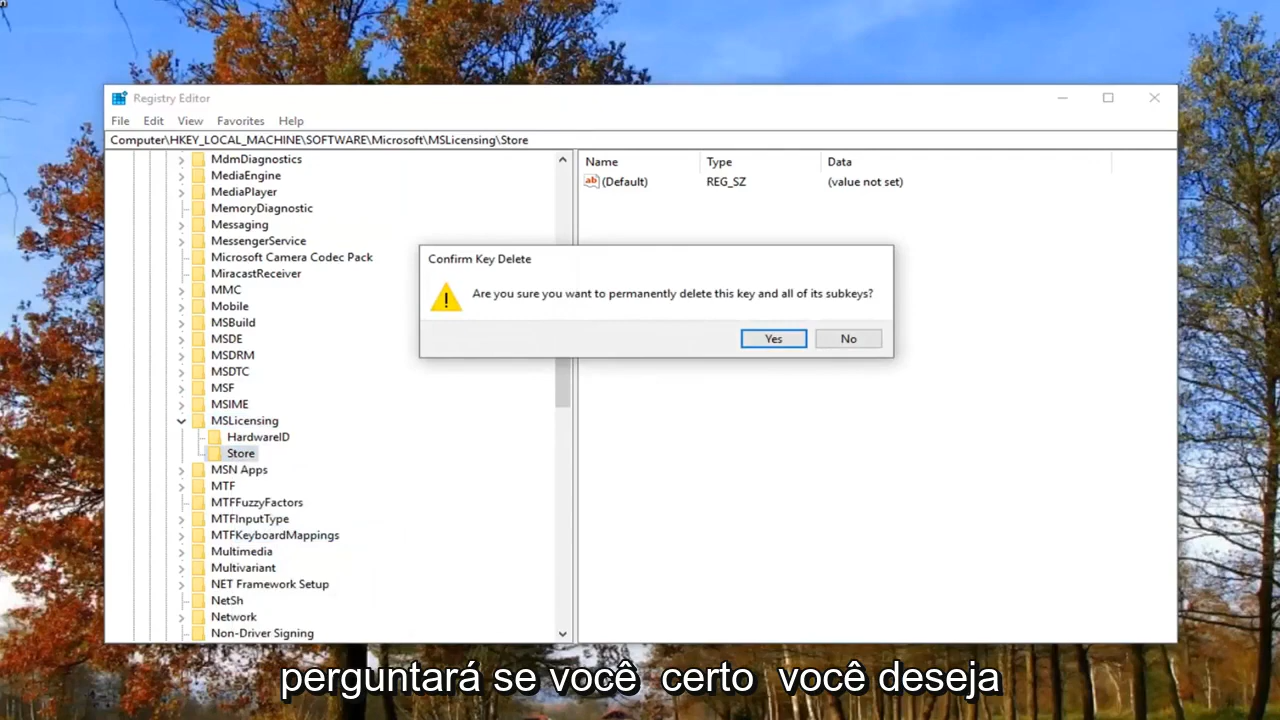 Registry Editor
File Edit View Favorites Help
Computer\HKEY_LOCAL_MACHINE\SOFTWARE\Microsoft\MSLicensing\Store
MdmDiagnostics
MediaEngine
MediaPlayer
MemoryDiagnostic
Messaging
MessengerService
Microsoft Camera Codec Pack
MiracastReceiver
MMC
Mobile
MSBuild
MSDE
MSDRM
MSDTC
MSF
MSIME
MSLicensing
HardwareID
Store
MSN Apps
MTF
MTFFuzzyFactors
MTFInputType
MTFKeyboardMappings
Multimedia
Multivariant
NET Framework Setup
NetSh
Network
Non-Driver Signing
Name Type Data
ab (Default) REG_SZ (value not set)
Confirm Key Delete
Are you sure you want to permanently delete this key and all of its subkeys?
Yes No
perguntará se você certo você deseja